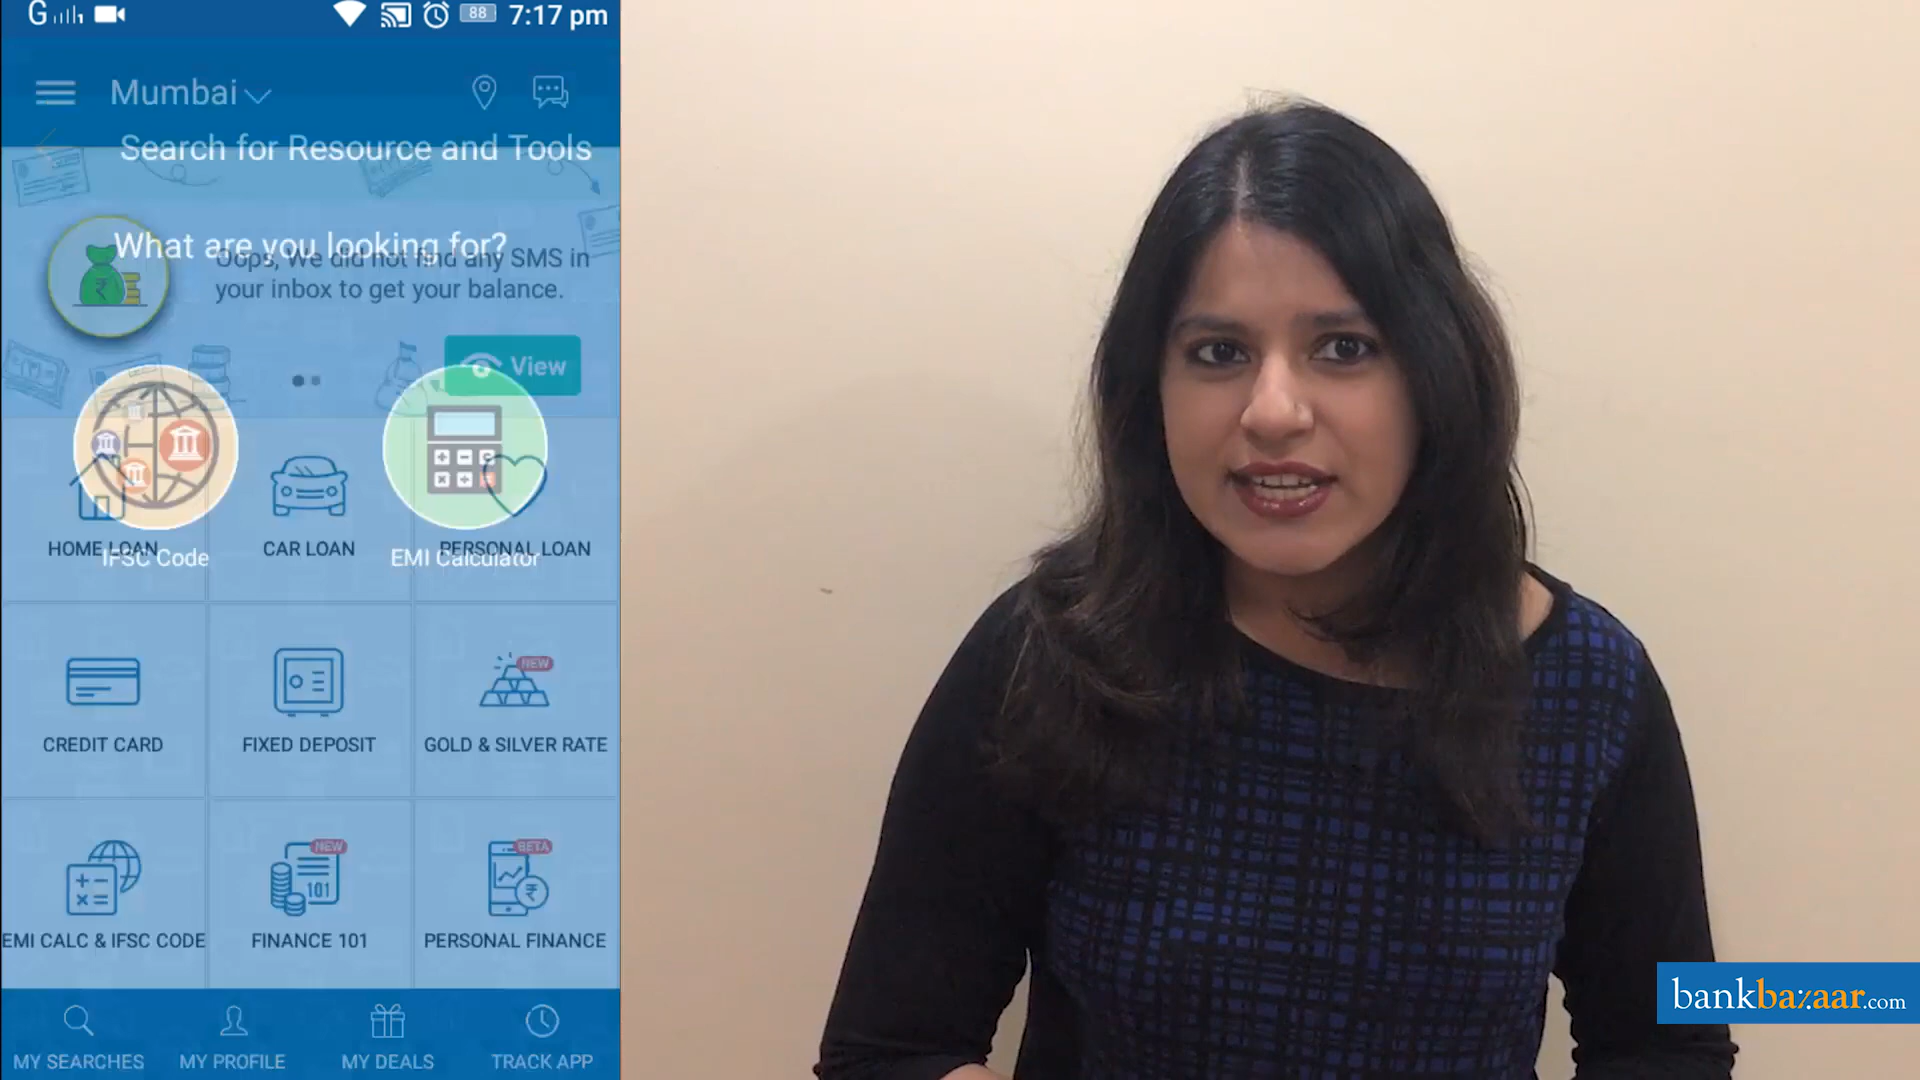 G 88 7:17 pm
Mumbai
Search for Resource and Tools
What are you looking for?
Oops, We did not find any SMS in
your inbox to get your balance.
View
HOME LOAN
CAR LOAN
PERSONAL LOAN
IFSC Code
EMI Calculator
NEW
CREDIT CARD
FIXED DEPOSIT
GOLD & SILVER RATE
NEW
101
BETA
EMI CALC & IFSC CODE
FINANCE 101
PERSONAL FINANCE
MY SEARCHES
MY PROFILE
MY DEALS
TRACK APP
bankbazaar.com